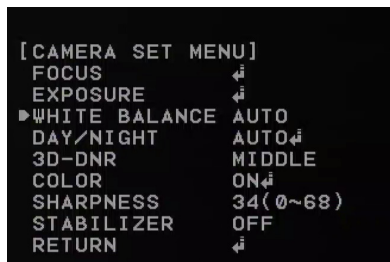 [CAMERA SET MENU]
FOCUS ↲
EXPOSURE ↲
▶WHITE BALANCE AUTO
DAY/NIGHT AUTO↲
3D-DNR MIDDLE
COLOR ON↲
SHARPNESS 34(0~68)
STABILIZER OFF
RETURN ↲